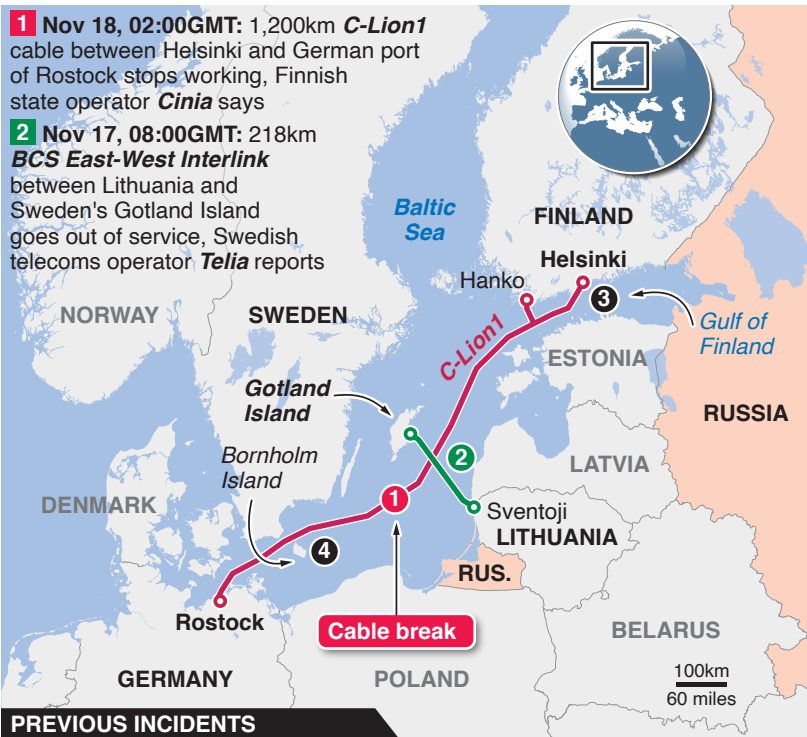 1 Nov 18, 02:00GMT: 1,200km C-Lion1
cable between Helsinki and German port
of Rostock stops working, Finnish
state operator Cinia says
2 Nov 17, 08:00GMT: 218km
BCS East-West Interlink
between Lithuania and
Sweden's Gotland Island
goes out of service, Swedish
telecoms operator Telia reports
Baltic
Sea
FINLAND
Helsinki
Hanko
3
NORWAY
SWEDEN
Gulf of
Finland
C-Lion1
ESTONIA
Gotland
Island
RUSSIA
Bornholm
Island
2
LATVIA
DENMARK
1
Sventoji
LITHUANIA
4
RUS.
Rostock
Cable break
BELARUS
GERMANY
POLAND
100km
60 miles
PREVIOUS INCIDENTS